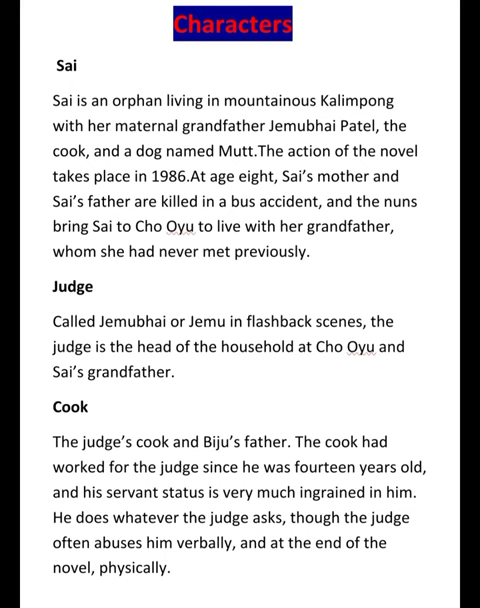 Characters
Sai
Sai is an orphan living in mountainous Kalimpong
with her maternal grandfather Jemubhai Patel, the
cook, and a dog named Mutt.The action of the novel
takes place in 1986.At age eight, Sai’s mother and
Sai’s father are killed in a bus accident, and the nuns
bring Sai to Cho Oyu to live with her grandfather,
whom she had never met previously.
Judge
Called Jemubhai or Jemu in flashback scenes, the
judge is the head of the household at Cho Oyu and
Sai’s grandfather.
Cook
The judge’s cook and Biju’s father. The cook had
worked for the judge since he was fourteen years old,
and his servant status is very much ingrained in him.
He does whatever the judge asks, though the judge
often abuses him verbally, and at the end of the
novel, physically.